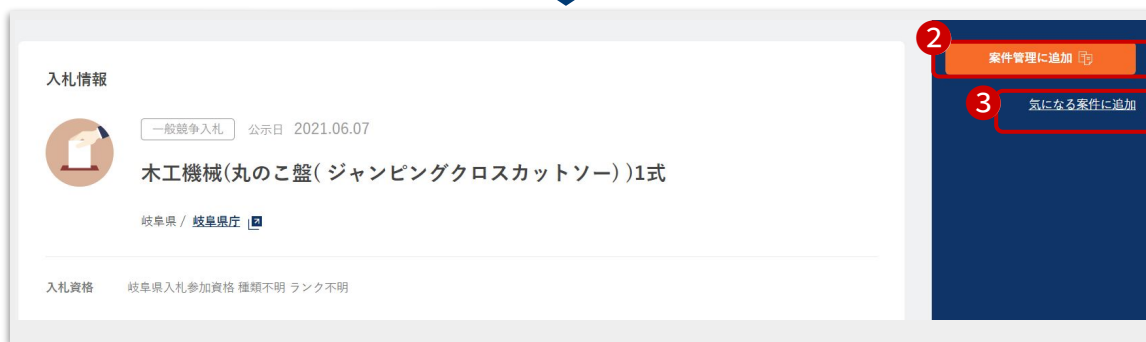 入札情報
一般競争入札 公示日 2021.06.07
木工機械(丸のこ盤( ジャンピングクロスカットソー) )1式
岐阜県 / 岐阜県庁
入札資格 岐阜県入札参加資格 種類不明 ランク不明
2
案件管理に追加
3
気になる案件に追加